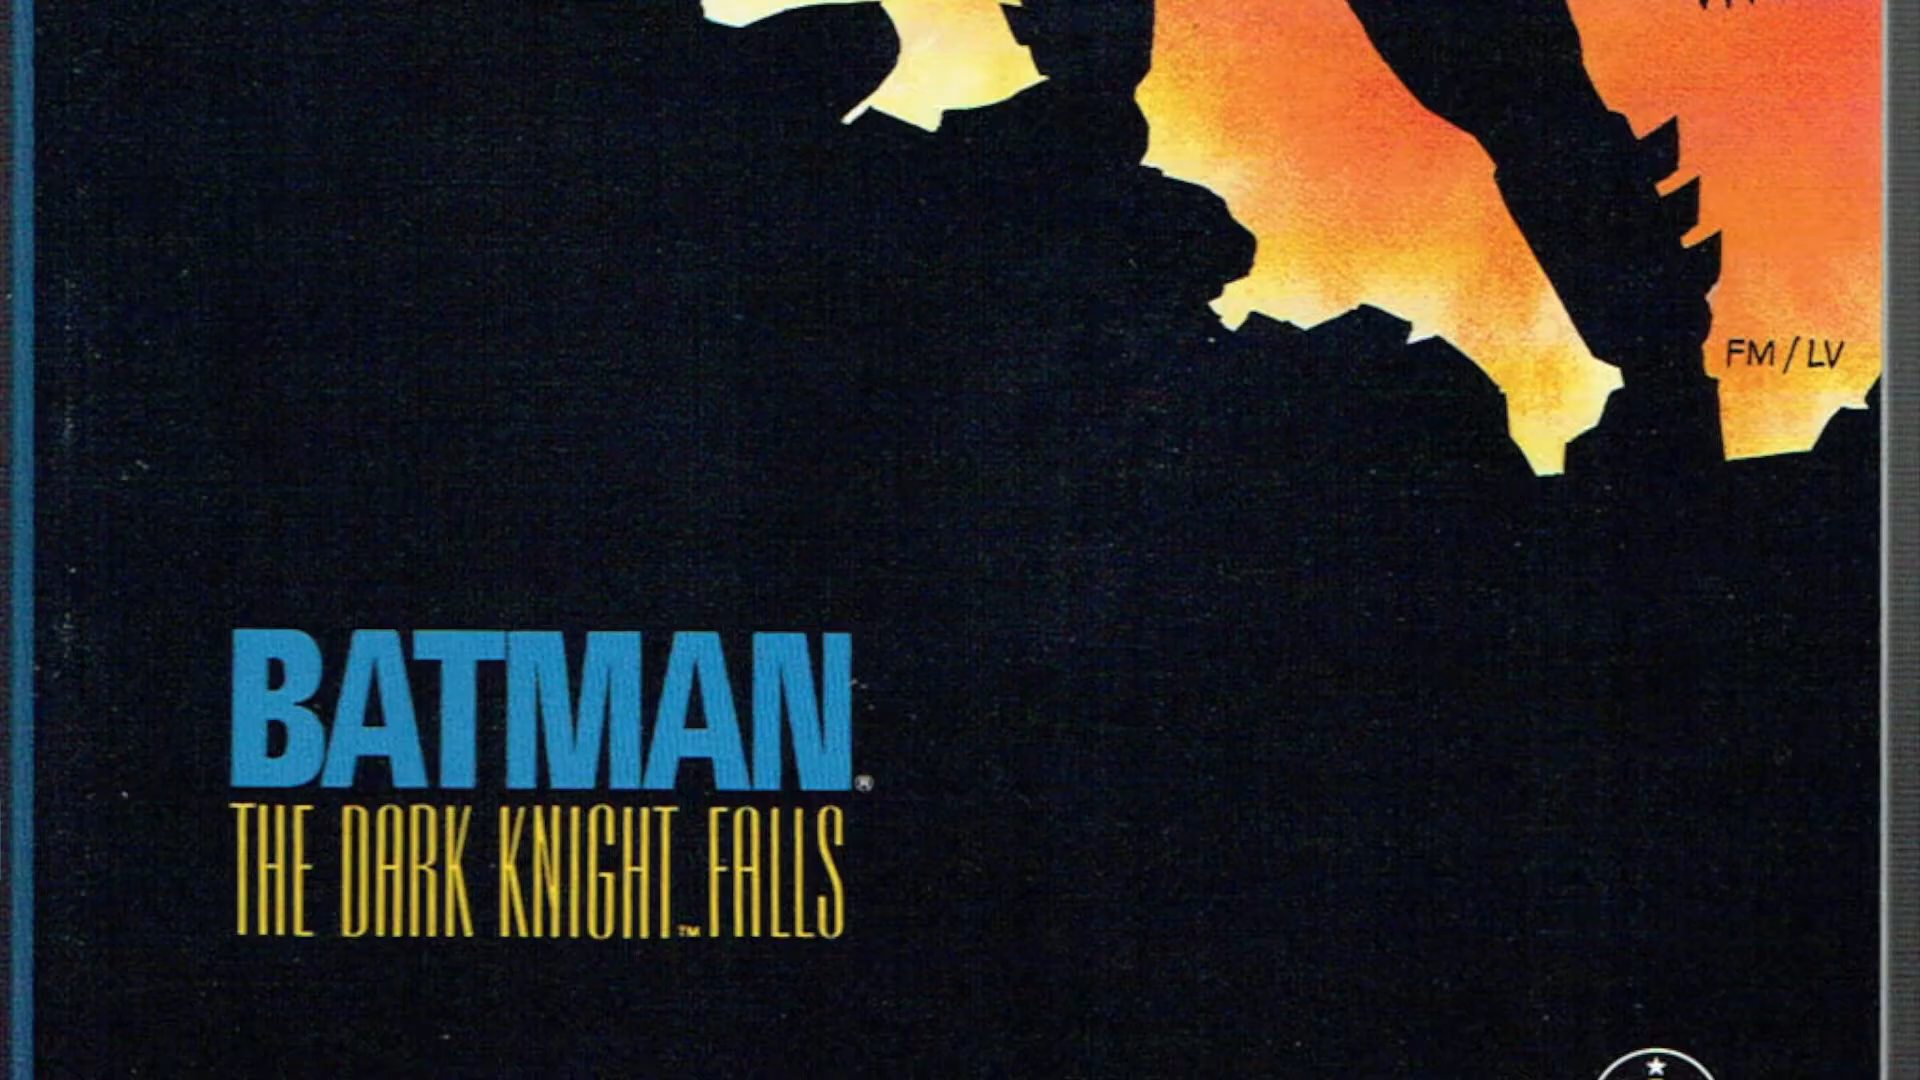 FM / LV
BATMAN®
THE DARK KNIGHT™ FALLS